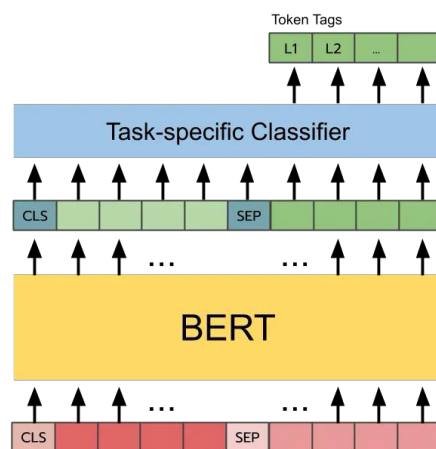 Token Tags
L1 L2 ...
Task-specific Classifier
CLS SEP
... ...
BERT
... ...
CLS SEP